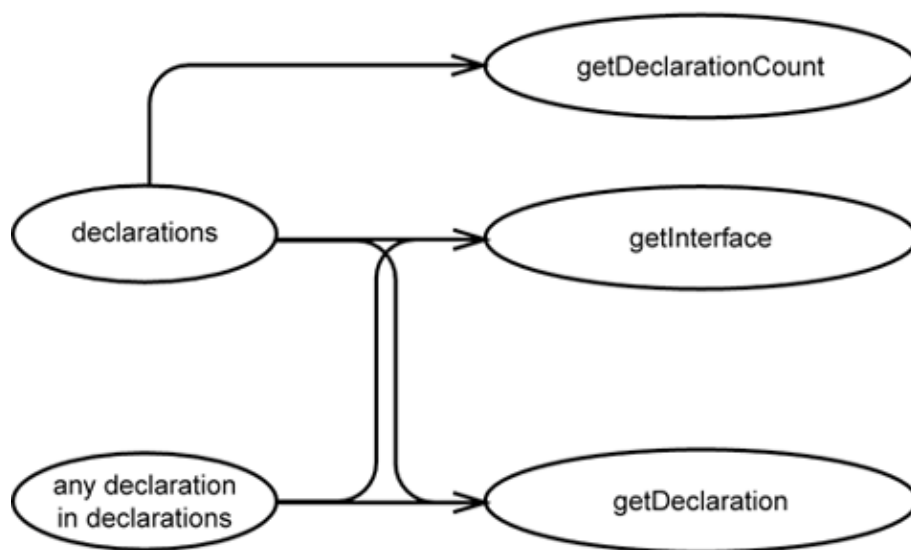 getDeclarationCount
declarations
getInterface
any declaration
in declarations
getDeclaration